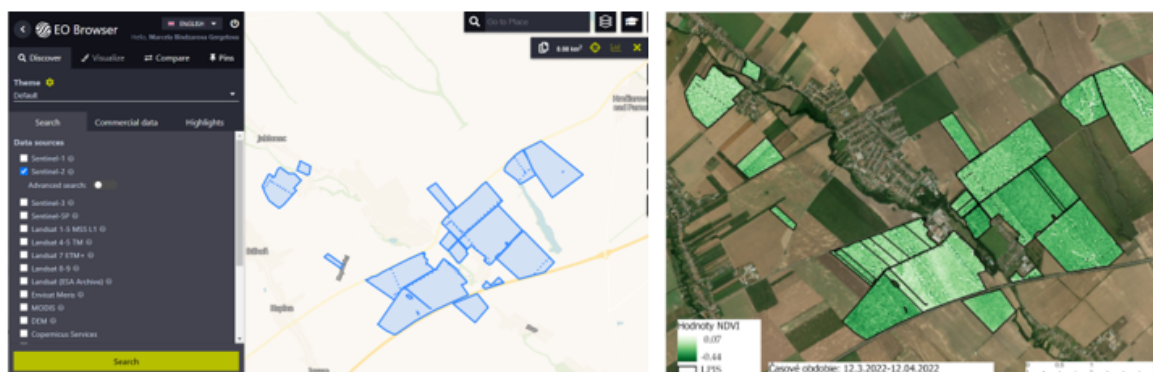 EO Browser
ENGLISH
Hello, Marcela Bindzarova Gergelova
Discover
Visualize
Compare
Pins
Theme
Default
Search
Commercial data
Highlights
Data sources
Sentinel-1
Sentinel-2
Advanced search:
Sentinel-3
Sentinel-5P
Landsat 1-5 MSS L1
Landsat 4-5 TM
Landsat 7 ETM+
Landsat 8-9
Landsat (ESA Archive)
Envisat Meris
MODIS
DEM
Copernicus Services
Search
Go to Place
Jablonec
Hodnoty NDVI
0.07
-0.44
LPIS
Časové obdobie: 12.3.2022-12.04.2022